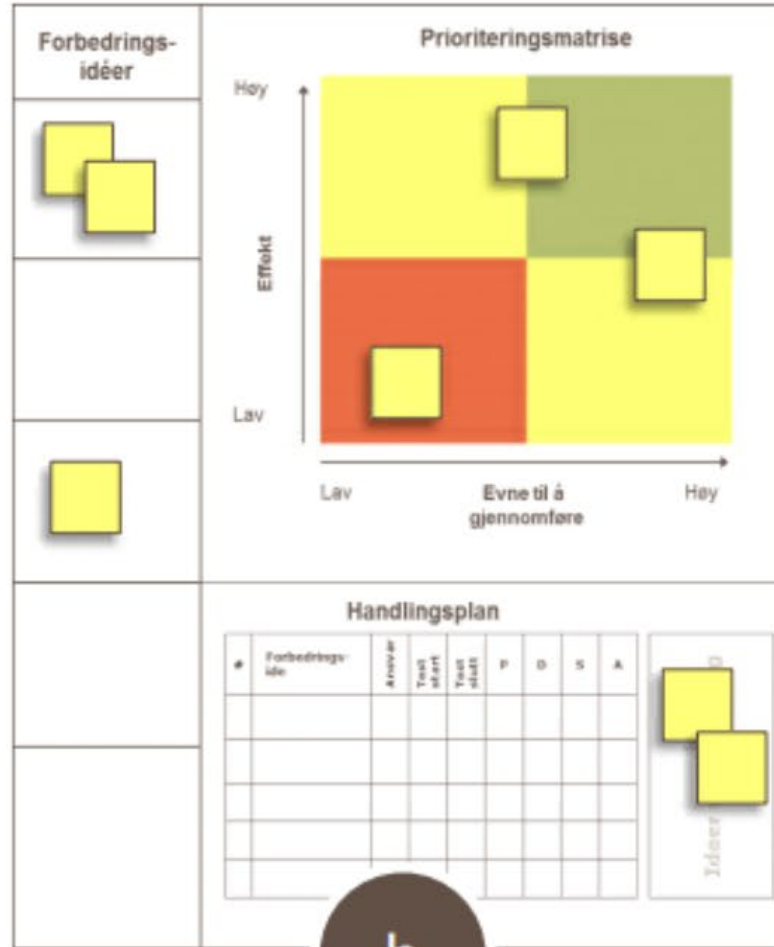 Forbedrings-
idéer
Prioriteringsmatrise
Høy
Effekt
Lav
Lav
Evne til å
gjennomføre
Høy
Handlingsplan
#
Forbedrings-
ide
Ansvar
Test
start
Test
slutt
P
D
S
A
Ideer